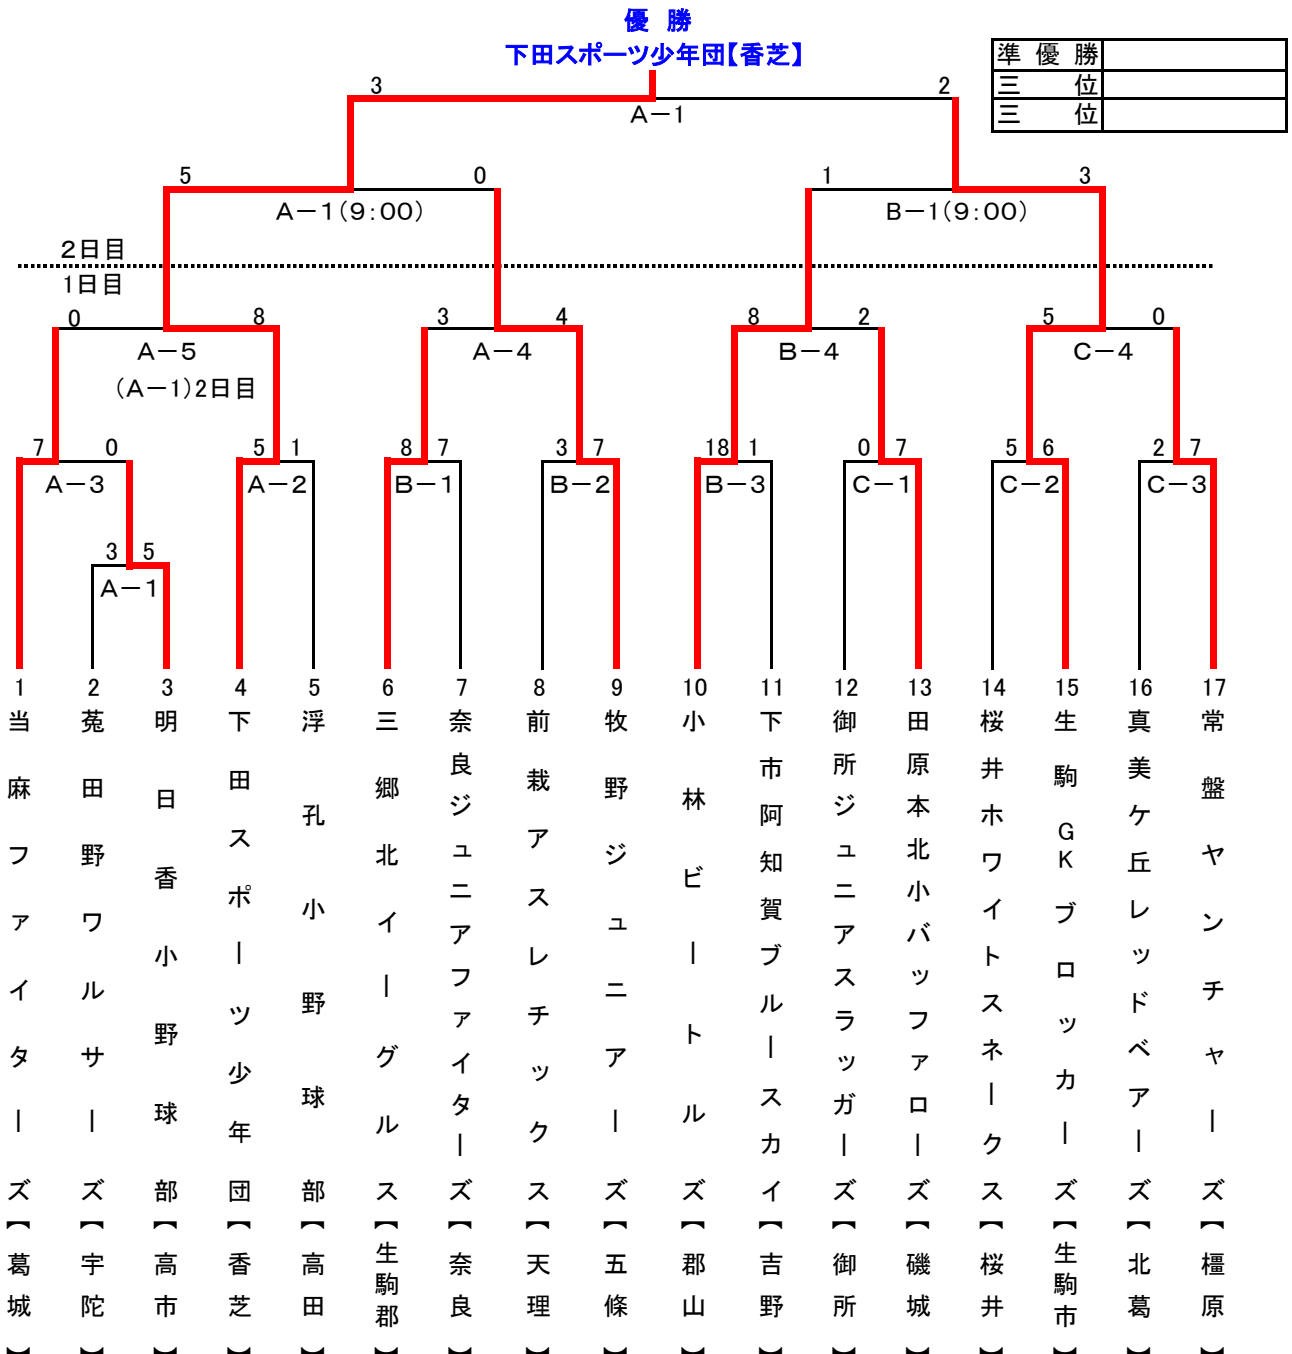 優 勝
下田スポーツ少年団【香芝】
準優勝
三 位
三 位
3 2
A－1
5 0 1 3
A－1(9:00) B－1(9:00)
2日目
1日目
0 8 3 4 8 2 5 0
A－5 A－4 B－4 C－4
(A－1)2日目
7 0 5 1 8 7 3 7 18 1 0 7 5 6 2 7
A－3 A－2 B－1 B－2 B－3 C－1 C－2 C－3
3 5
A－1
1 2 3 4 5 6 7 8 9 10 11 12 13 14 15 16 17
当麻ファイターズ【葛城】
菟田野ワルサーズ【宇陀】
明日香小野球部【高市】
下田スポーツ少年団【香芝】
浮孔小野球部【高田】
三郷北イーグルス【生駒郡】
奈良ジュニアファイターズ【奈良】
前栽アスレチックス【天理】
牧野ジュニアーズ【五條】
小林ビートルズ【郡山】
下市阿知賀ブルースカイ【吉野】
御所ジュニアスラッガーズ【御所】
田原本北小バッファローズ【磯城】
桜井ホワイトスネークス【桜井】
生駒GKブロッカーズ【生駒市】
真美ケ丘レッドベアーズ【北葛】
常盤ヤンチャーズ【橿原】